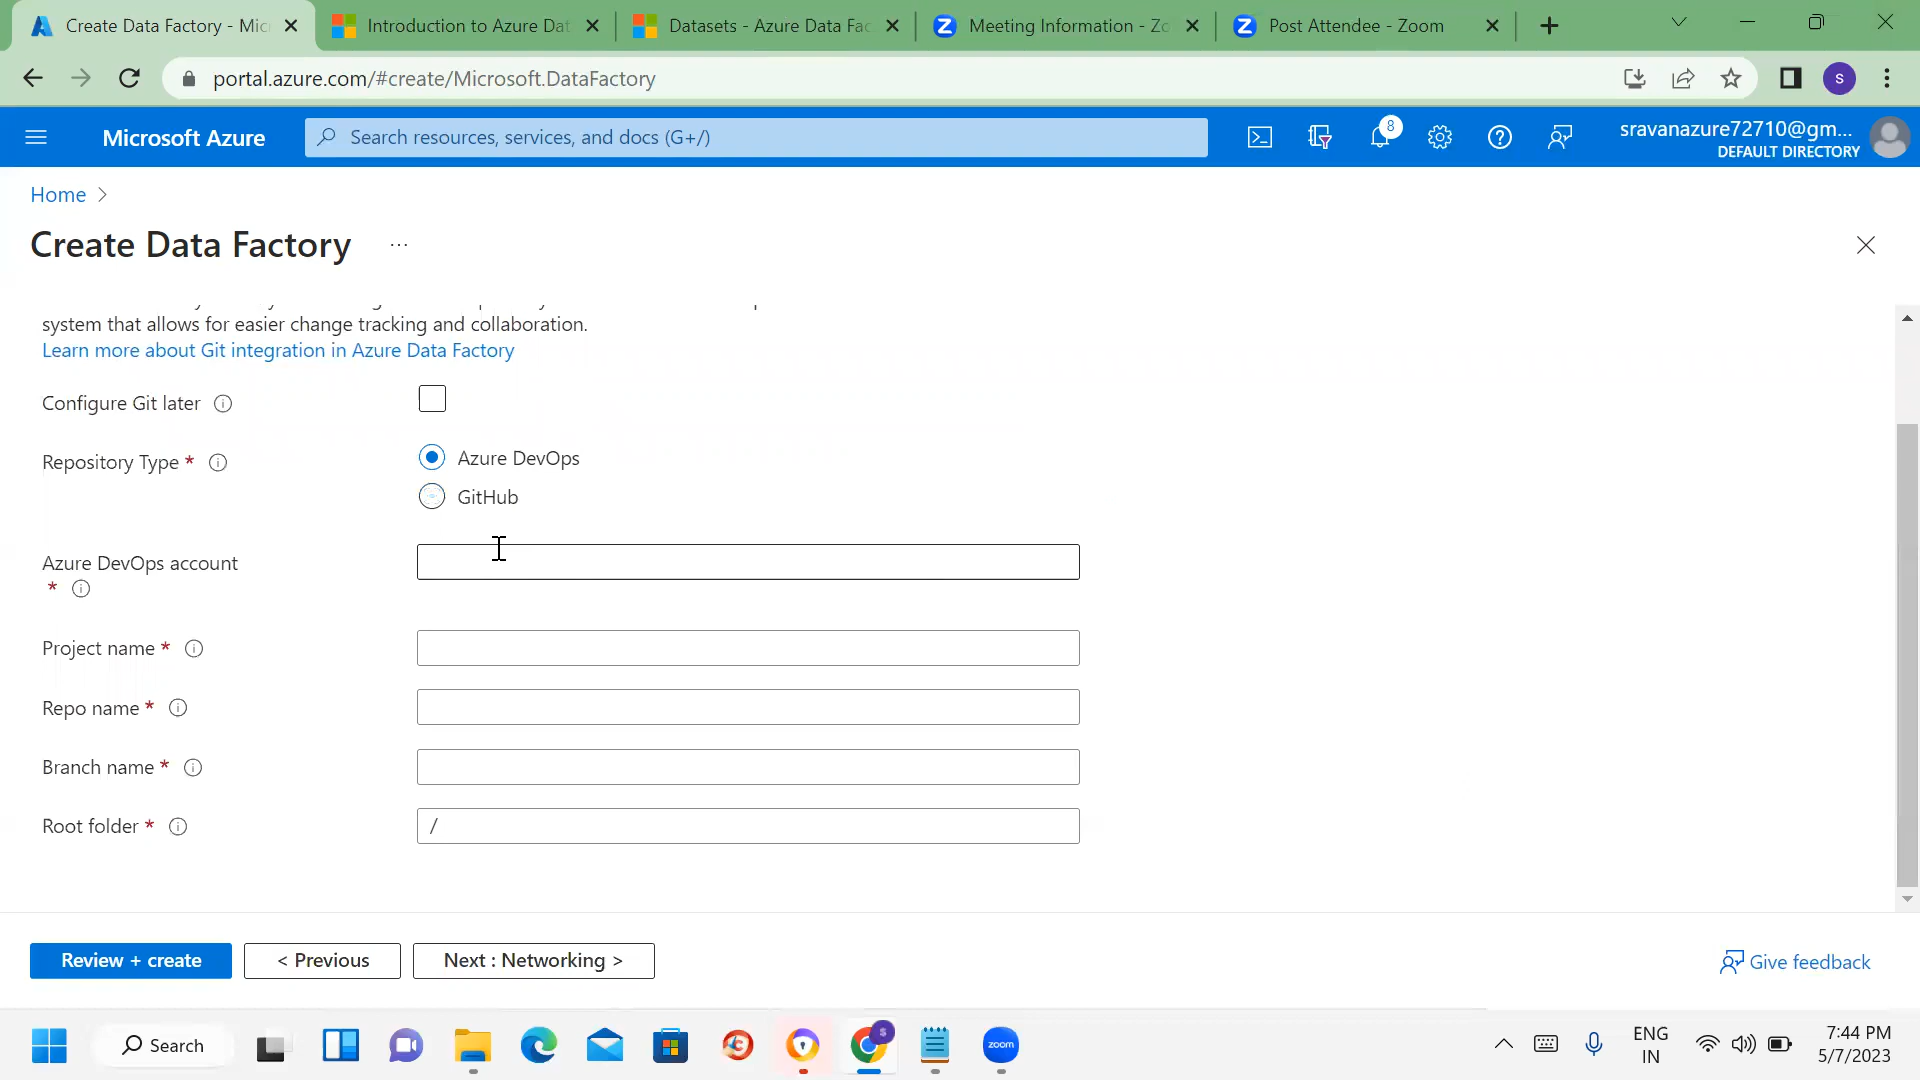 Create Data Factory - Mic
Introduction to Azure Dat
Datasets - Azure Data Fac
Meeting Information - Zo
Post Attendee - Zoom
portal.azure.com/#create/Microsoft.DataFactory
s
Microsoft Azure
Search resources, services, and docs (G+/)
8
sravanazure72710@gm...
DEFAULT DIRECTORY
Home >
Create Data Factory ...
system that allows for easier change tracking and collaboration.
Learn more about Git integration in Azure Data Factory
Configure Git later
Repository Type *
Azure DevOps
GitHub
Azure DevOps account
*
Project name *
Repo name *
Branch name *
Root folder *
/
Review + create
< Previous
Next : Networking >
Give feedback
Search
s
zoom
ENG
IN
7:44 PM
5/7/2023